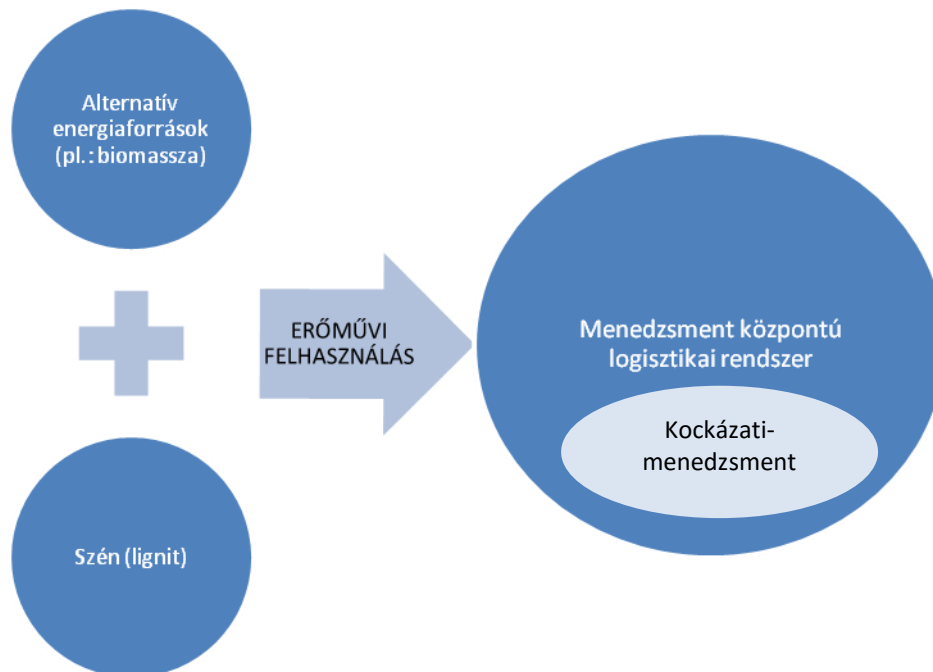 Alternatív
energiaforrások
(pl.: biomassza)
ERŐMŰVI
FELHASZNÁLÁS
Szén (lignit)
Menedzsment központú
logisztikai rendszer
Kockázati-
menedzsment